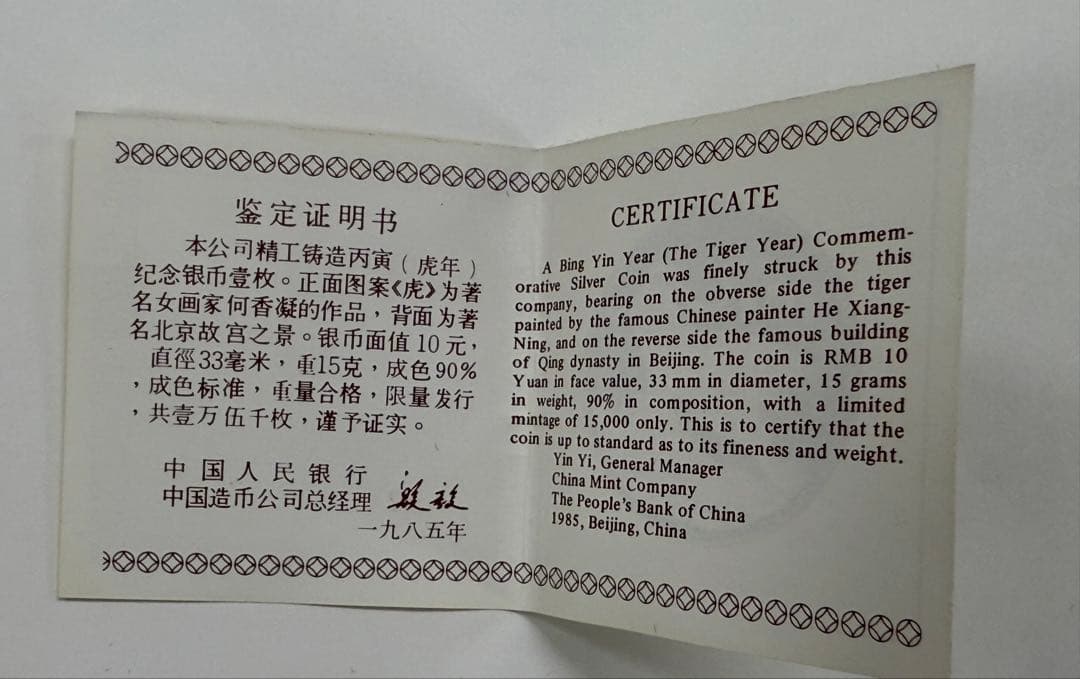 鉴定证明书
本公司精工铸造丙寅（虎年）
纪念银币壹枚。正面图案《虎》为著
名女画家何香凝的作品，背面为著
名北京故宫之景。银币面值10元，
直徑33毫米，重15克，成色90%
，成色标准，重量合格，限量发行
，共壹万伍千枚，谨予证实。
中国人民银行
中国造币公司总经理
一九八五年
CERTIFICATE
A Bing Yin Year (The Tiger Year) Commem-
orative Silver Coin was finely struck by this
company, bearing on the obverse side the tiger
painted by the famous Chinese painter He Xiang-
Ning, and on the reverse side the famous building
of Qing dynasty in Beijing. The coin is RMB 10
Yuan in face value, 33 mm in diameter, 15 grams
in weight, 90% in composition, with a limited
mintage of 15,000 only. This is to certify that the
coin is up to standard as to its fineness and weight.
Yin Yi, General Manager
China Mint Company
The People's Bank of China
1985, Beijing, China